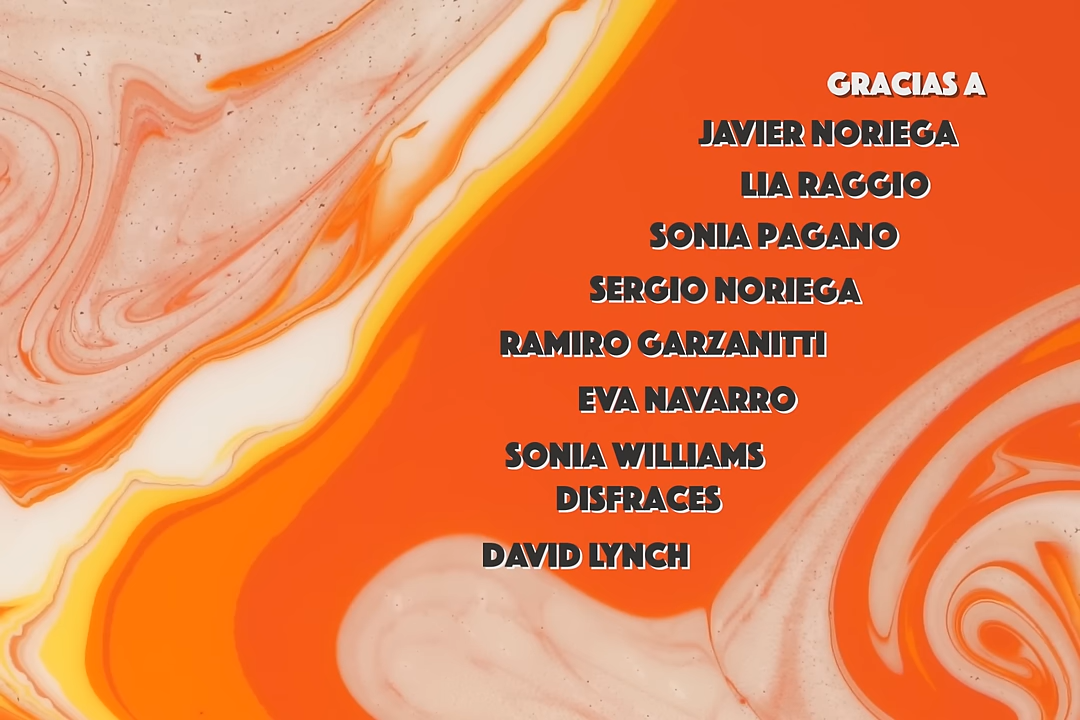 GRACIAS A
JAVIER NORIEGA
LIA RAGGIO
SONIA PAGANO
SERGIO NORIEGA
RAMIRO GARZANITTI
EVA NAVARRO
SONIA WILLIAMS
DISFRACES
DAVID LYNCH